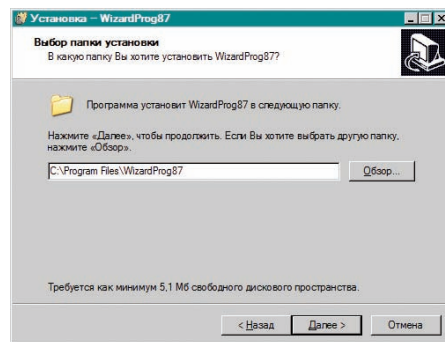 Установка – WizardProg87
Выбор папки установки
В какую папку Вы хотите установить WizardProg87?
Программа установит WizardProg87 в следующую папку.
Нажмите «Далее», чтобы продолжить. Если Вы хотите выбрать другую папку,
нажмите «Обзор».
C:\Program Files\WizardProg87
Обзор...
Требуется как минимум 5,1 Мб свободного дискового пространства.
< Назад
Далее >
Отмена